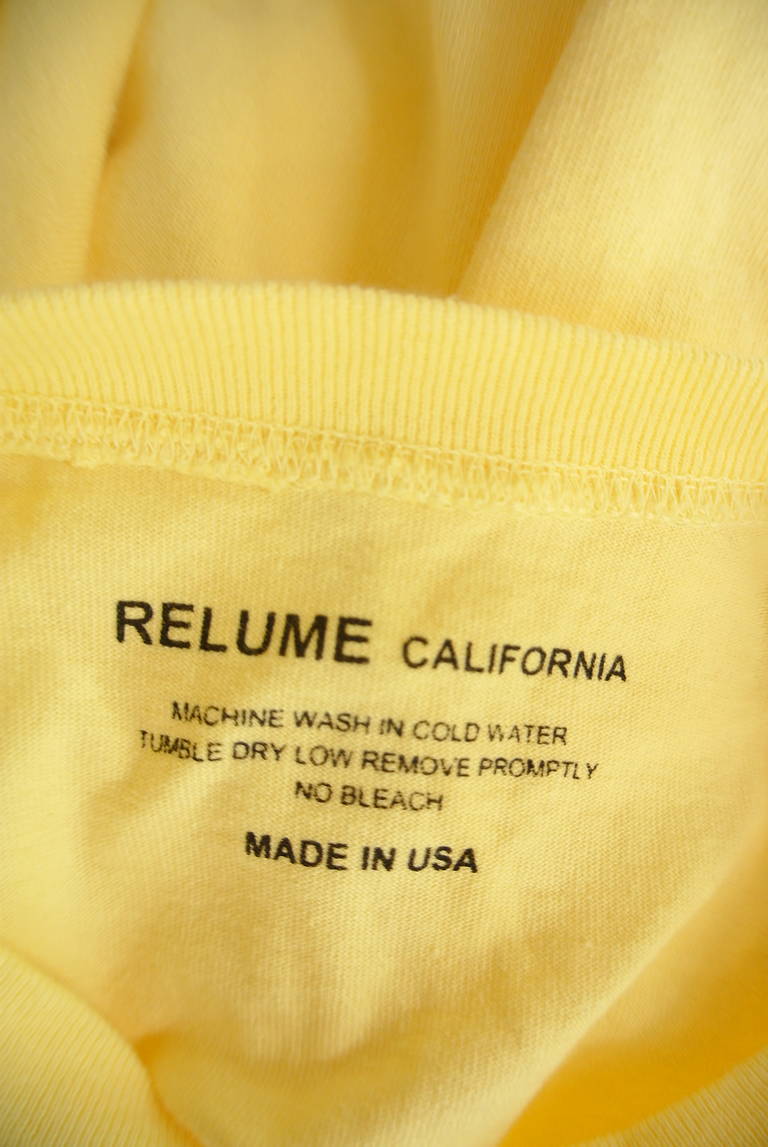 RELUME CALIFORNIA
MACHINE WASH IN COLD WATER
TUMBLE DRY LOW REMOVE PROMPTLY
NO BLEACH
MADE IN USA